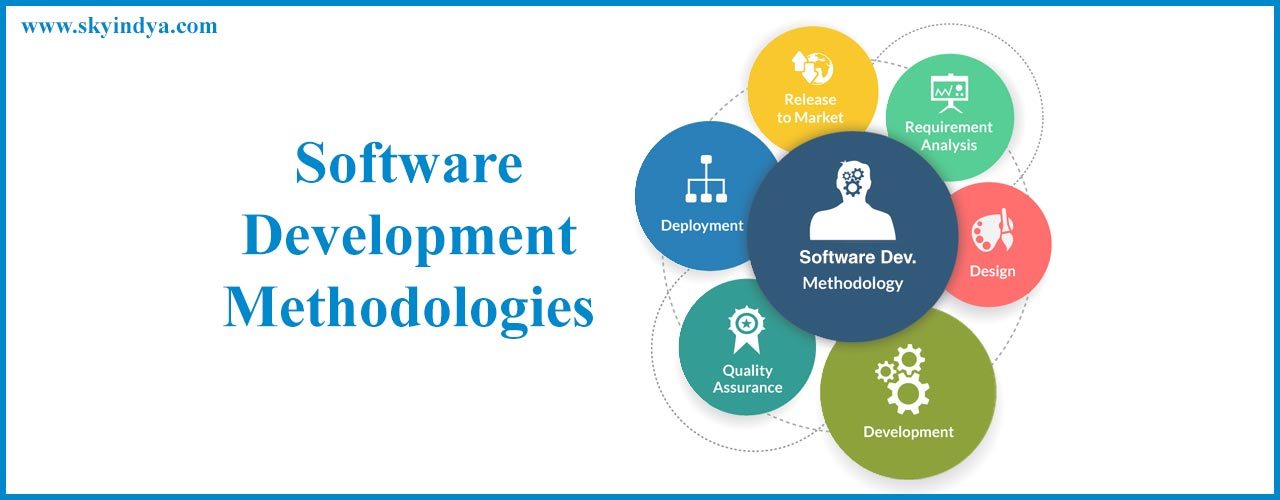 www.skyindya.com
Software
Development
Methodologies
Release
to Market
Requirement
Analysis
Deployment
Software Dev.
Methodology
Design
Quality
Assurance
Development